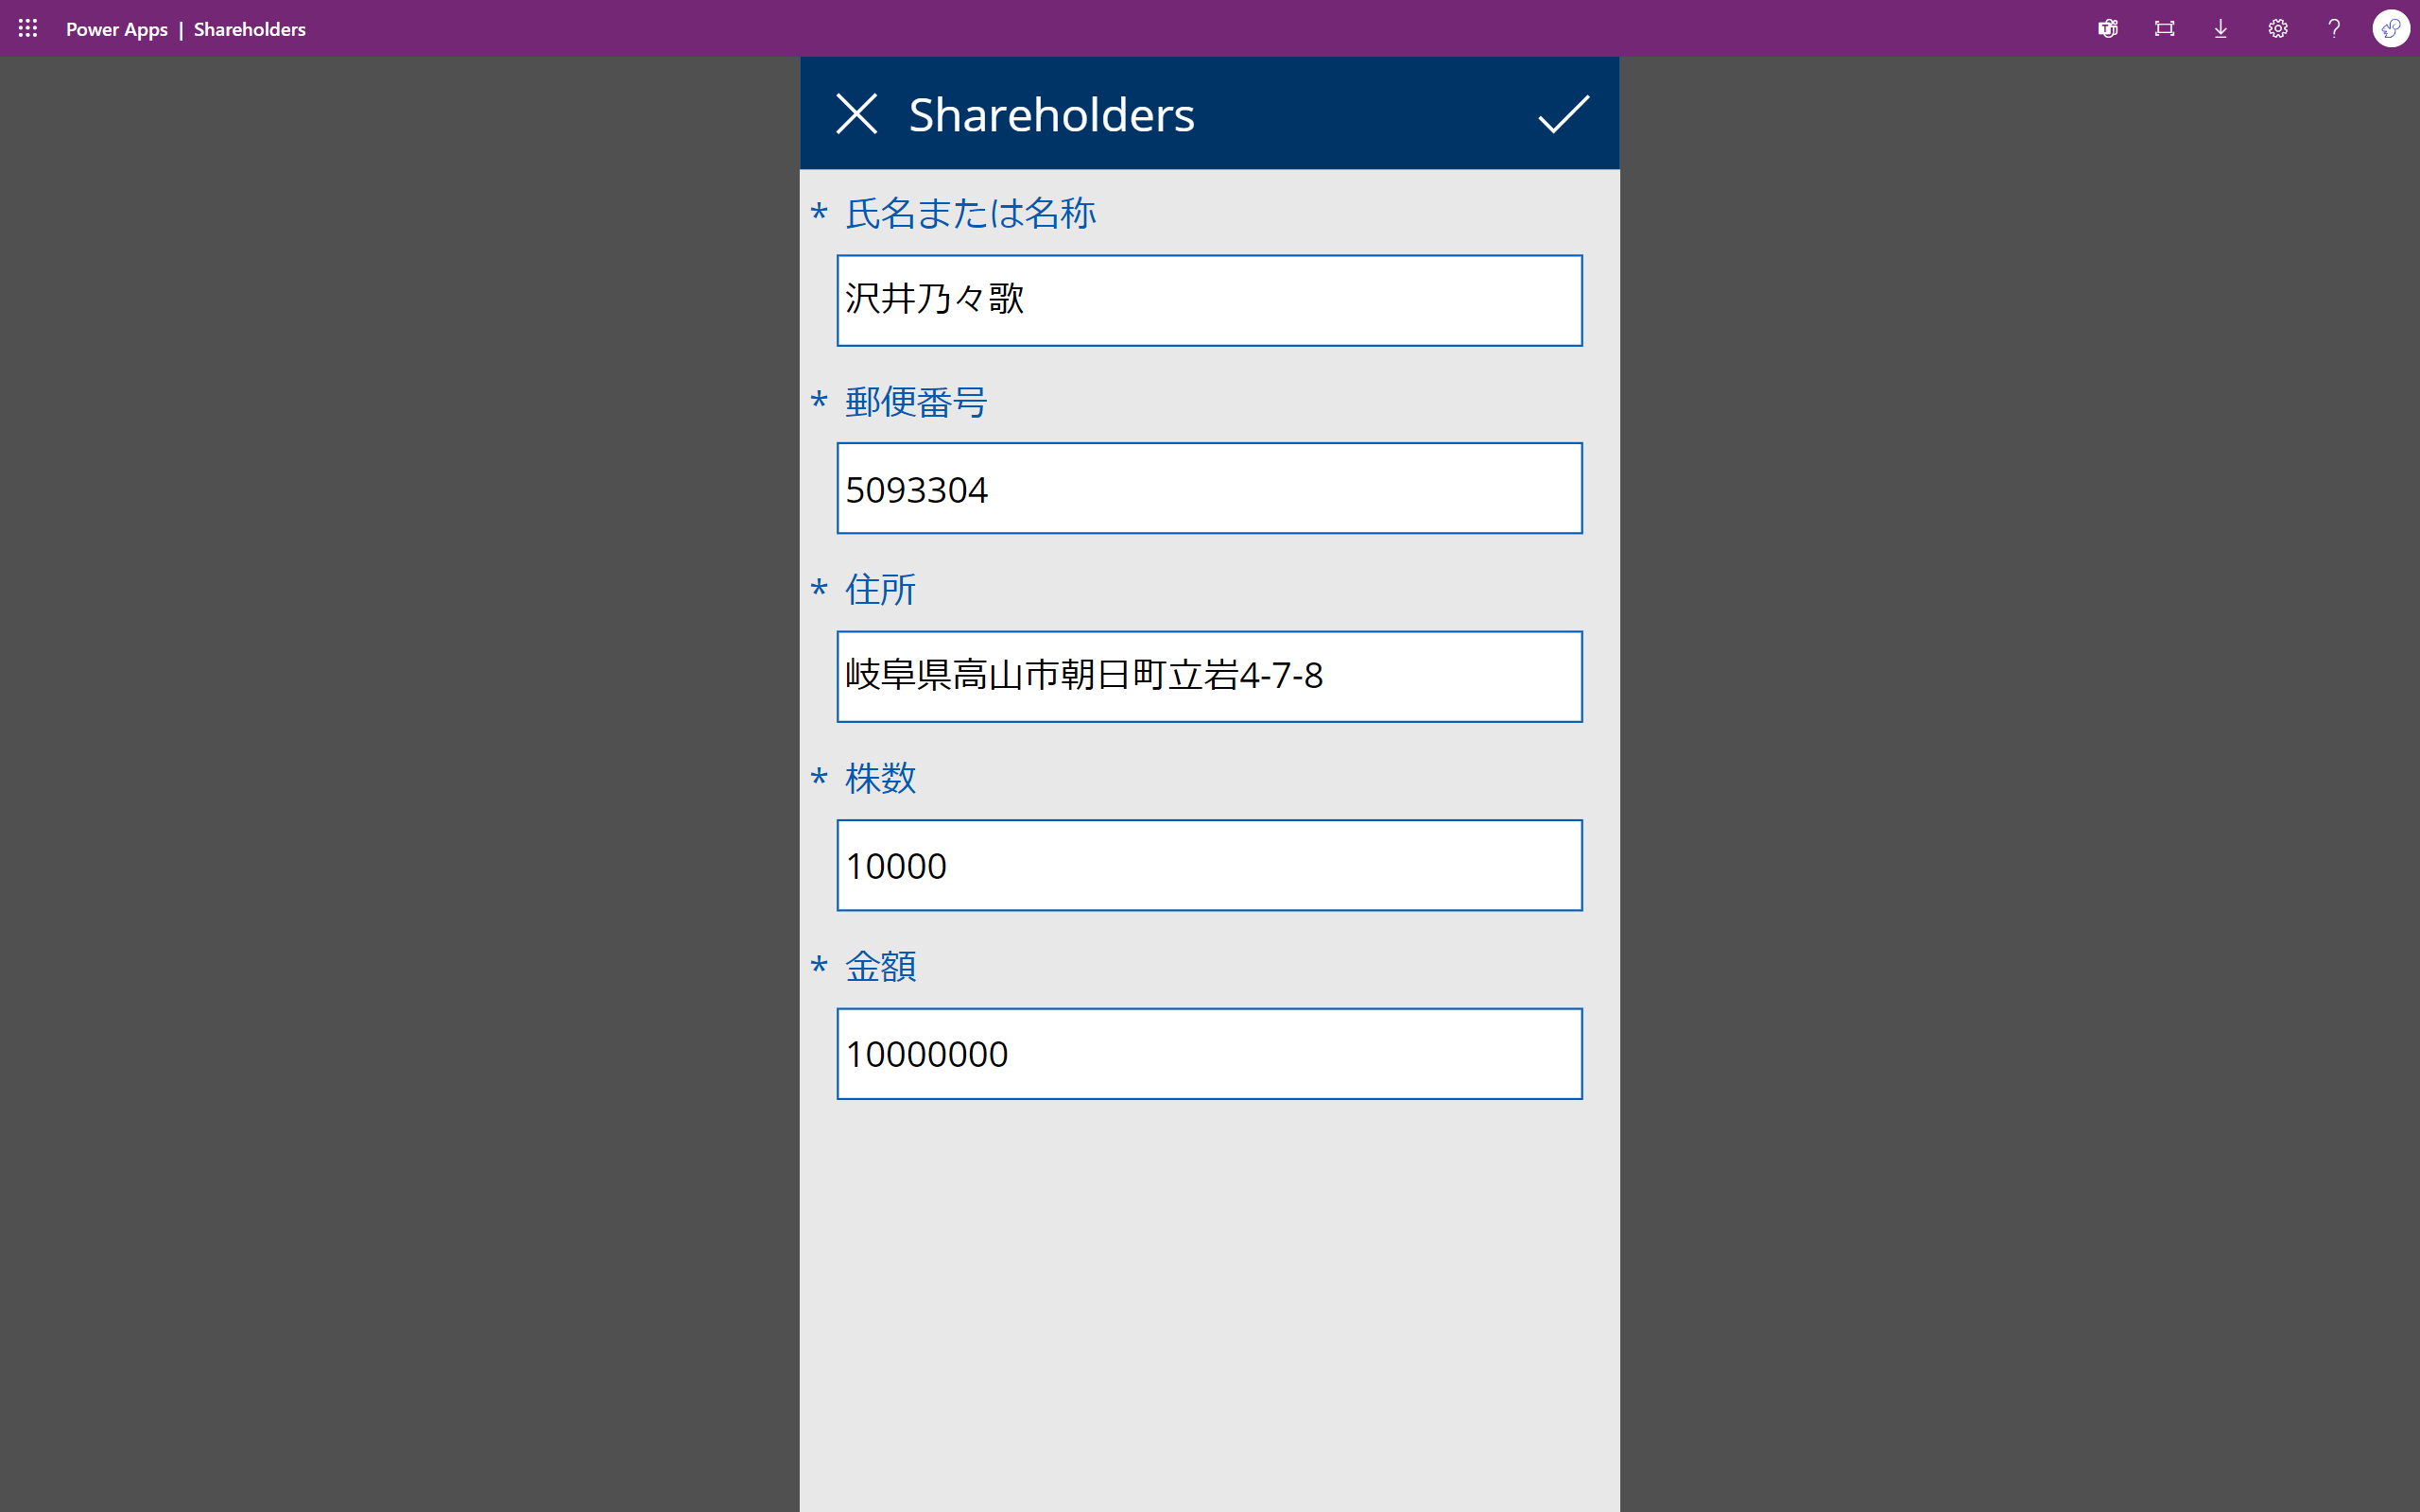 Power Apps | Shareholders
Shareholders
* 氏名または名称
沢井乃々歌
* 郵便番号
5093304
* 住所
岐阜県高山市朝日町立岩4-7-8
* 株数
10000
* 金額
10000000